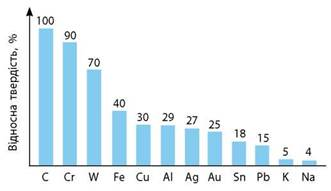 Відносна твердість, %
100 90 70 40 30 29 27 25 18 15 5 4
C Cr W Fe Cu Al Ag Au Sn Pb K Na